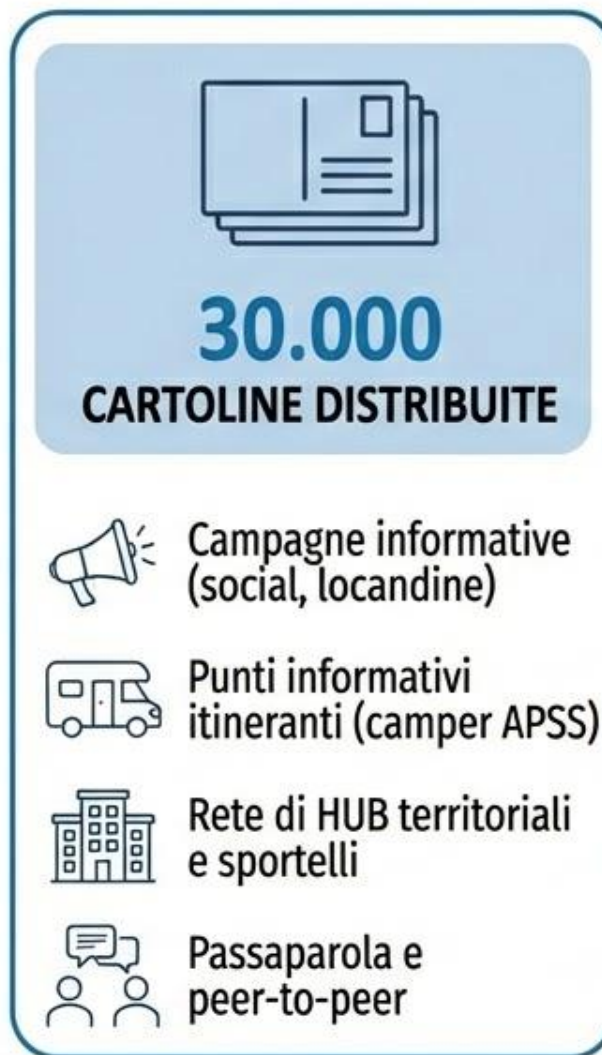 30.000
CARTOLINE DISTRIBUITE
Campagne informative
(social, locandine)
Punti informativi
itineranti (camper APSS)
Rete di HUB territoriali
e sportelli
Passaparola e
peer-to-peer